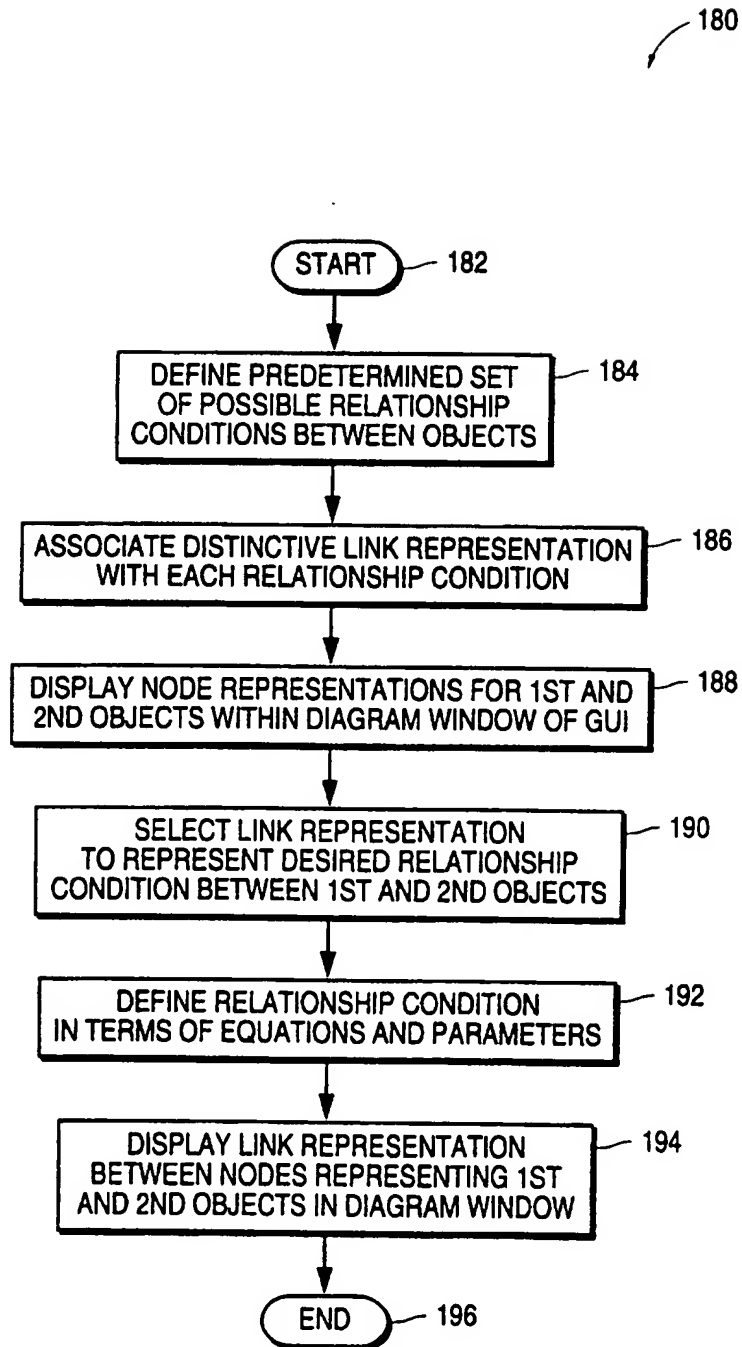 180
START
182
DEFINE PREDETERMINED SET
OF POSSIBLE RELATIONSHIP
CONDITIONS BETWEEN OBJECTS
184
ASSOCIATE DISTINCTIVE LINK REPRESENTATION
WITH EACH RELATIONSHIP CONDITION
186
DISPLAY NODE REPRESENTATIONS FOR 1ST AND
2ND OBJECTS WITHIN DIAGRAM WINDOW OF GUI
188
SELECT LINK REPRESENTATION
TO REPRESENT DESIRED RELATIONSHIP
CONDITION BETWEEN 1ST AND 2ND OBJECTS
190
DEFINE RELATIONSHIP CONDITION
IN TERMS OF EQUATIONS AND PARAMETERS
192
DISPLAY LINK REPRESENTATION
BETWEEN NODES REPRESENTING 1ST
AND 2ND OBJECTS IN DIAGRAM WINDOW
194
END
196